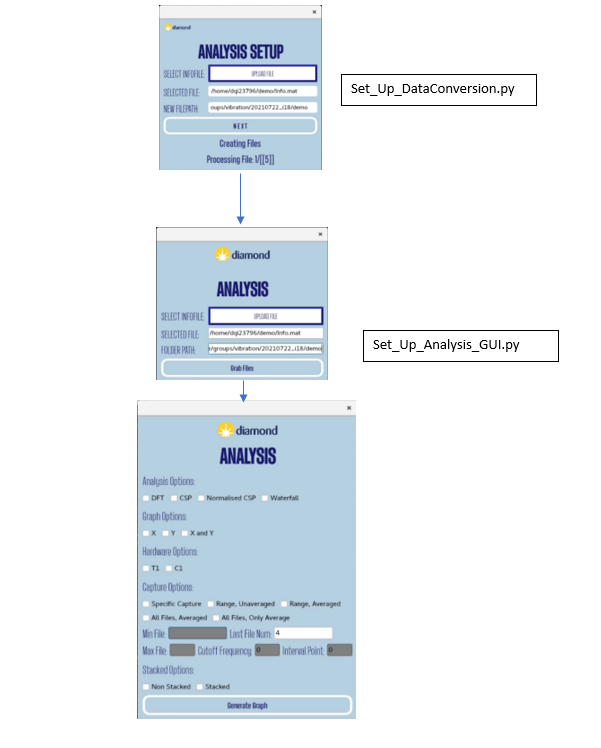 ×
diamond
ANALYSIS SETUP
SELECT INFOFILE: UPLOAD FILE
SELECTED FILE: /home/dqi23796/demo/Info.mat
NEW FILEPATH: oups/vibration/20210722_i18/demo
NEXT
Creating Files
Processing File: 1/[[5]]
Set_Up_DataConversion.py
×
diamond
ANALYSIS
SELECT INFOFILE: UPLOAD FILE
SELECTED FILE: /home/dqi23796/demo/Info.mat
FOLDER PATH: e/groups/vibration/20210722_i18/demo
Grab Files
Set_Up_Analysis_GUI.py
×
diamond
ANALYSIS
Analysis Options:
DFT CSP Normalised CSP Waterfall
Graph Options:
X Y X and Y
Hardware Options:
T1 C1
Capture Options:
Specific Capture Range, Unaveraged Range, Averaged
All Files, Averaged All Files, Only Average
Min File: Last File Num: 4
Max File: Cutoff Frequency: 0 Interval Point: 0
Stacked Options:
Non Stacked Stacked
Generate Graph